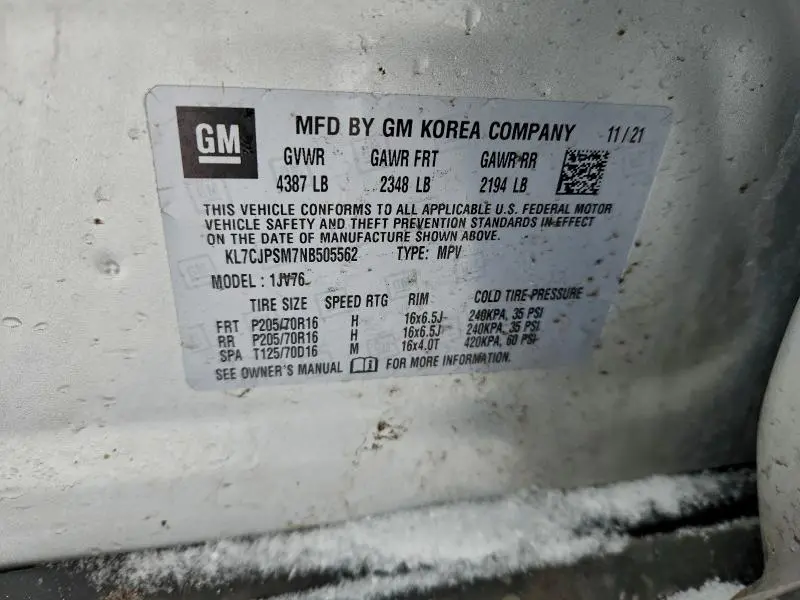 GM MFD BY GM KOREA COMPANY 11/21
GVWR GAWR FRT GAWR RR
4387 LB 2348 LB 2194 LB
THIS VEHICLE CONFORMS TO ALL APPLICABLE U.S. FEDERAL MOTOR
VEHICLE SAFETY AND THEFT PREVENTION STANDARDS IN EFFECT
ON THE DATE OF MANUFACTURE SHOWN ABOVE.
KL7CJPSM7NB505562 TYPE: MPV
MODEL : 1JV76
TIRE SIZE SPEED RTG RIM COLD TIRE PRESSURE
FRT P205/70R16 H 16x6.5J 240KPA, 35 PSI
RR P205/70R16 H 16x6.5J 240KPA, 35 PSI
SPA T125/70D16 M 16x4.0T 420KPA, 60 PSI
SEE OWNER'S MANUAL FOR MORE INFORMATION.